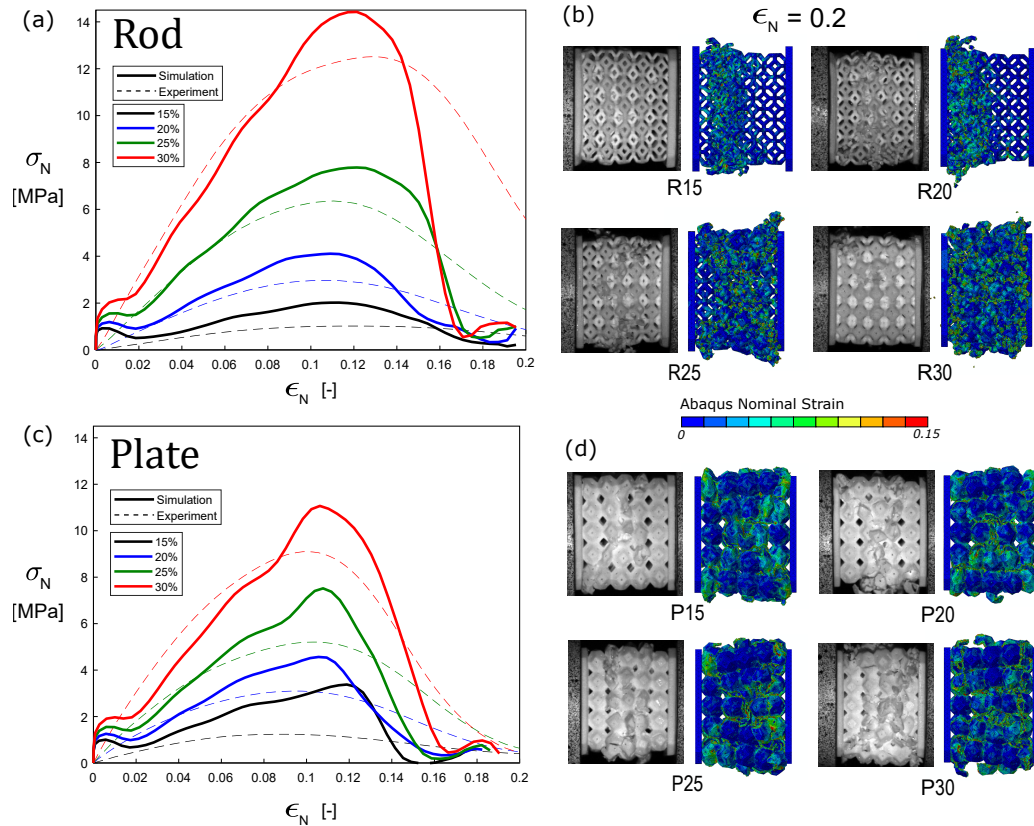 (a)
Rod
Simulation
Experiment
15%
20%
25%
30%
σN
[MPa]
14
12
10
8
6
4
2
0
0 0.02 0.04 0.06 0.08 0.1 0.12 0.14 0.16 0.18 0.2
ϵN [-]
(b)
ϵN = 0.2
R15
R20
R25
R30
Abaqus Nominal Strain
0
0.15
(c)
Plate
Simulation
Experiment
15%
20%
25%
30%
σN
[MPa]
14
12
10
8
6
4
2
0
0 0.02 0.04 0.06 0.08 0.1 0.12 0.14 0.16 0.18 0.2
ϵN [-]
(d)
P15
P20
P25
P30